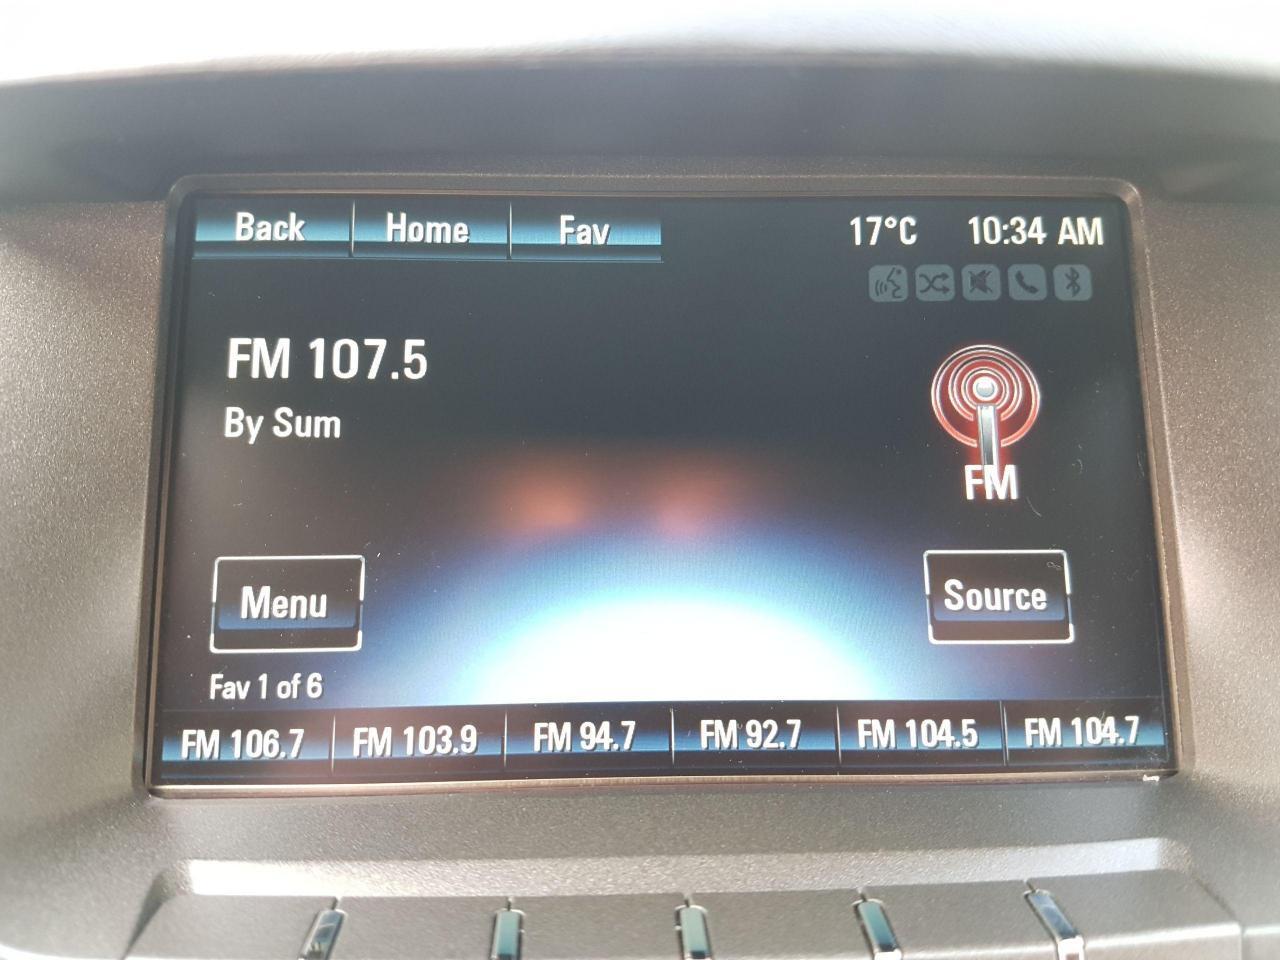 Back Home Fav 17°C 10:34 AM
FM 107.5
By Sum
FM
Menu
Source
Fav 1 of 6
FM 106.7 FM 103.9 FM 94.7 FM 92.7 FM 104.5 FM 104.7